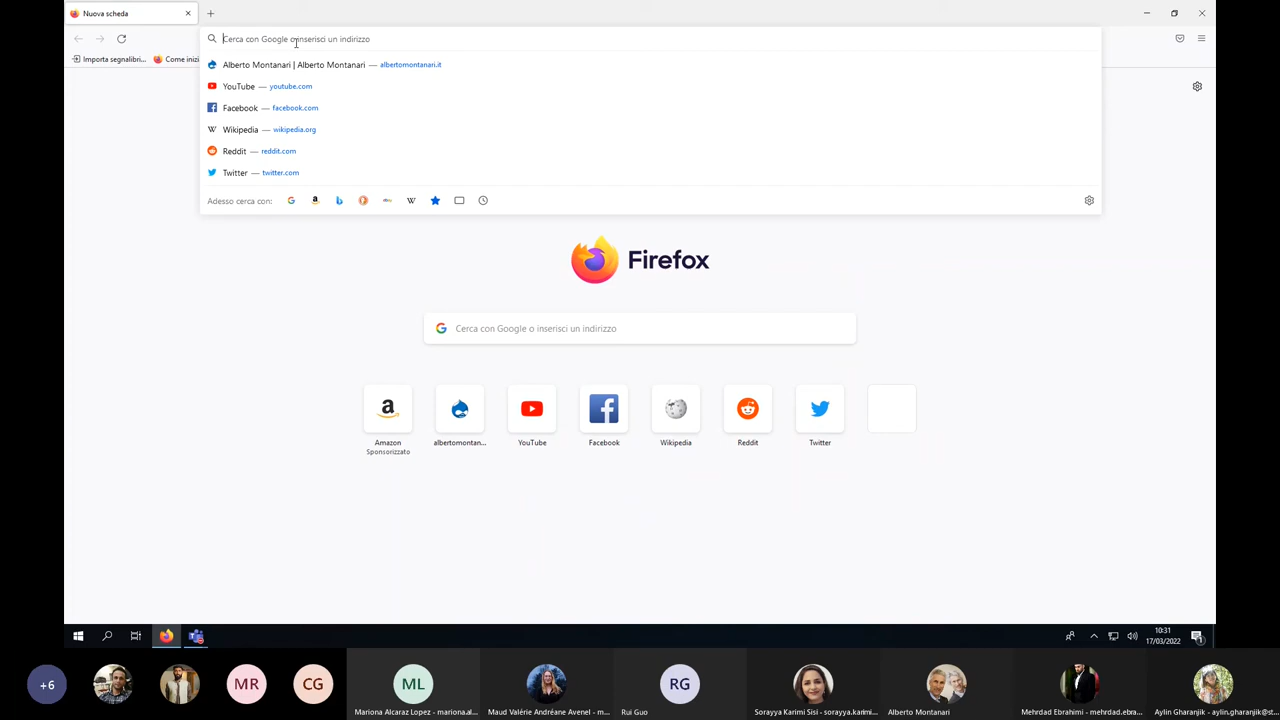 Nuova scheda
Cerca con Google o inserisci un indirizzo
Importa segnalibri...
Come inizi
Alberto Montanari | Alberto Montanari — albertomontanari.it
YouTube — youtube.com
Facebook — facebook.com
Wikipedia — wikipedia.org
Reddit — reddit.com
Twitter — twitter.com
Adesso cerca con:
Firefox
Cerca con Google o inserisci un indirizzo
Amazon
Sponsorizzato
albertomontan...
YouTube
Facebook
Wikipedia
Reddit
Twitter
10:31
17/03/2022
+6
MR
CG
ML
RG
Mariona Alcaraz Lopez - mariona.al...
Maud Valérie Andréane Avenel - m...
Rui Guo
Sorayya Karimi Sisi - sorayya.karimi...
Alberto Montanari
Mehrdad Ebrahimi - mehrdad.ebra...
Aylin Gharanjik - aylin.gharanjik@st...